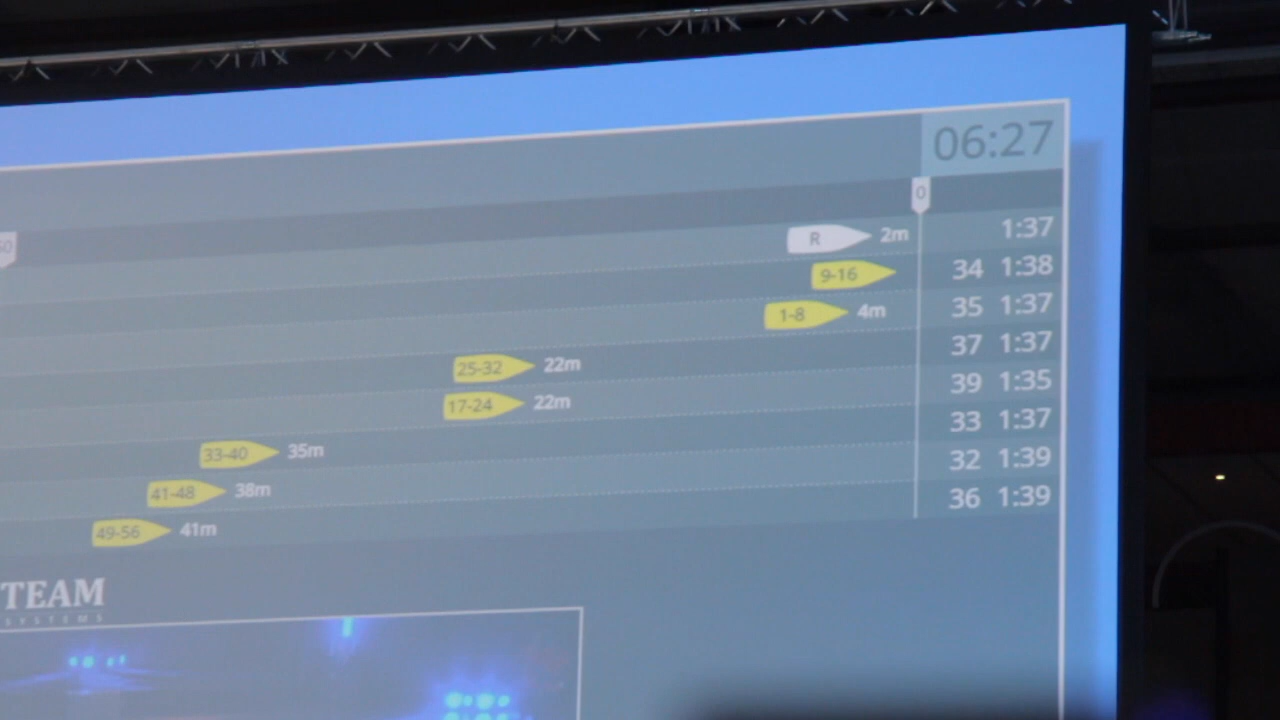 06:27
50 0
R 2m 1:37
9-16 34 1:38
1-8 4m 35 1:37
25-32 22m 37 1:37
17-24 22m 39 1:35
33-40 35m 33 1:37
41-48 38m 32 1:39
49-56 41m 36 1:39
TEAM
SYSTEMS